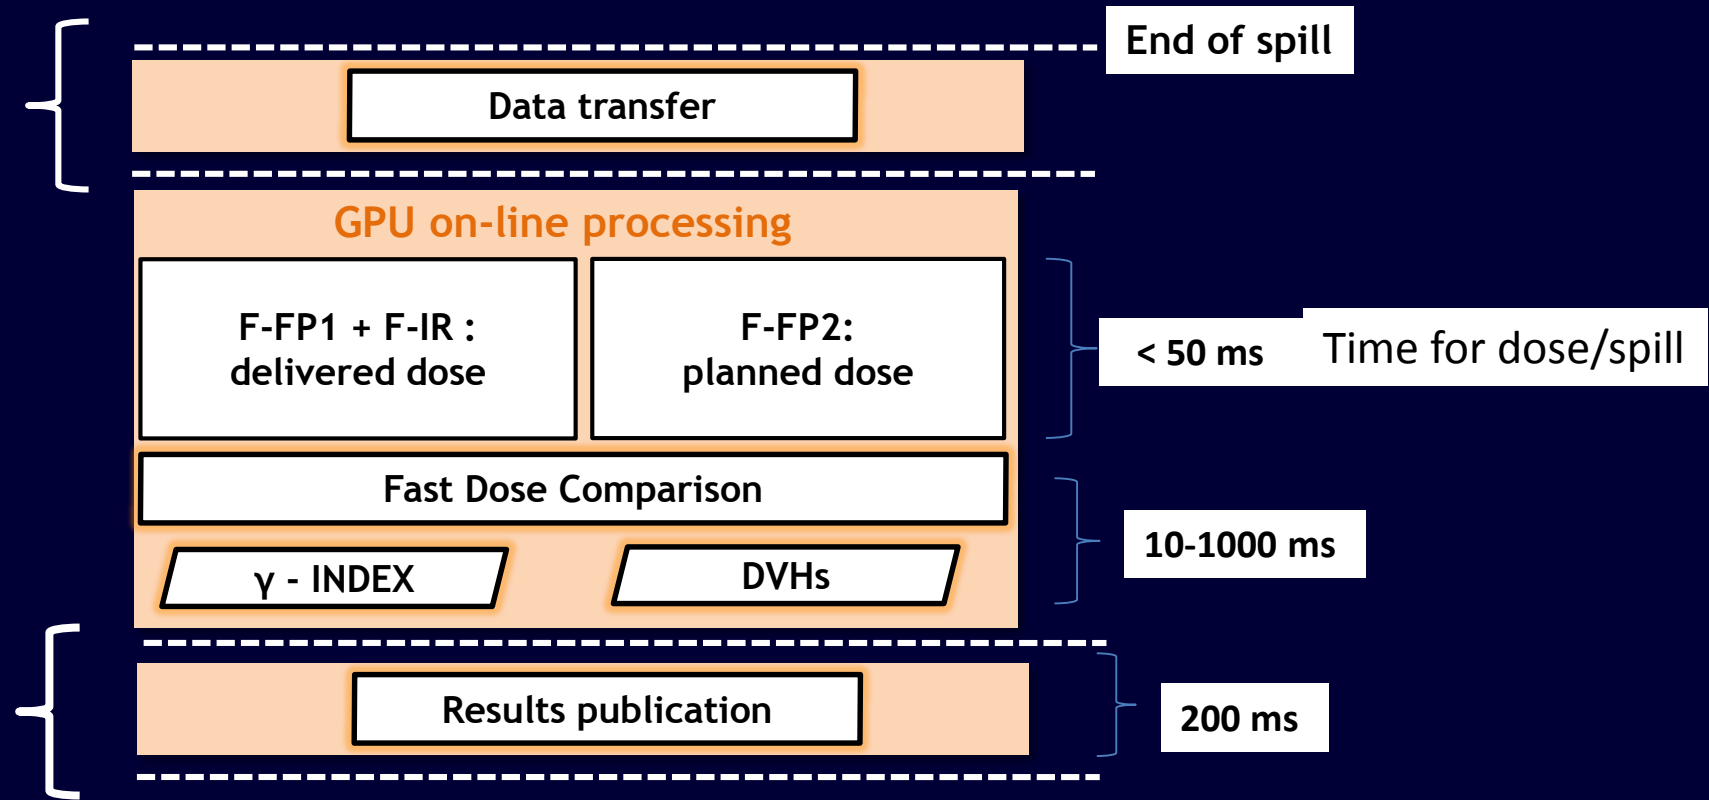 End of spill
Data transfer
GPU on-line processing
F-FP1 + F-IR :
delivered dose
F-FP2:
planned dose
< 50 ms
Time for dose/spill
Fast Dose Comparison
10-1000 ms
γ - INDEX
DVHs
Results publication
200 ms